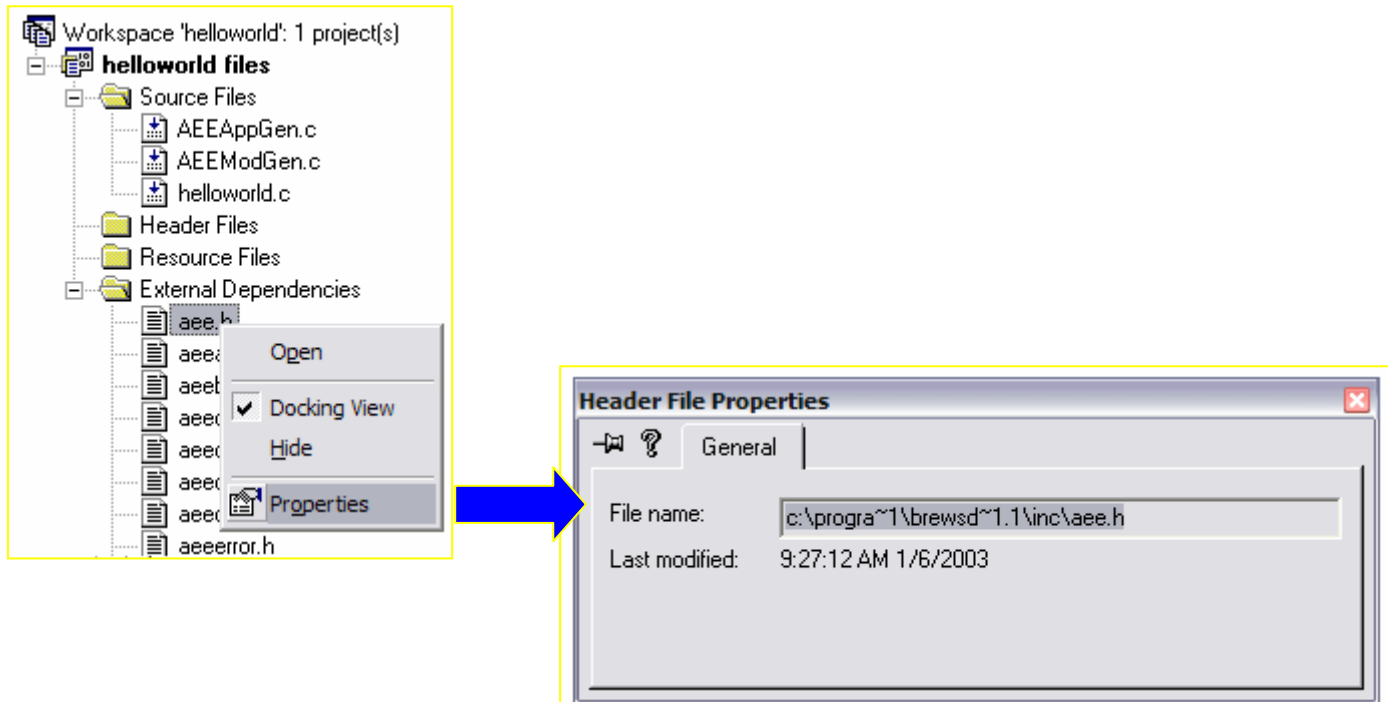 Workspace 'helloworld': 1 project(s)
helloworld files
Source Files
AEEAppGen.c
AEEModGen.c
helloworld.c
Header Files
Resource Files
External Dependencies
aee.h
Open
Docking View
Hide
Properties
aeeerror.h
Header File Properties
General
File name: c:\progra~1\brewsd~1.1\inc\aee.h
Last modified: 9:27:12 AM 1/6/2003